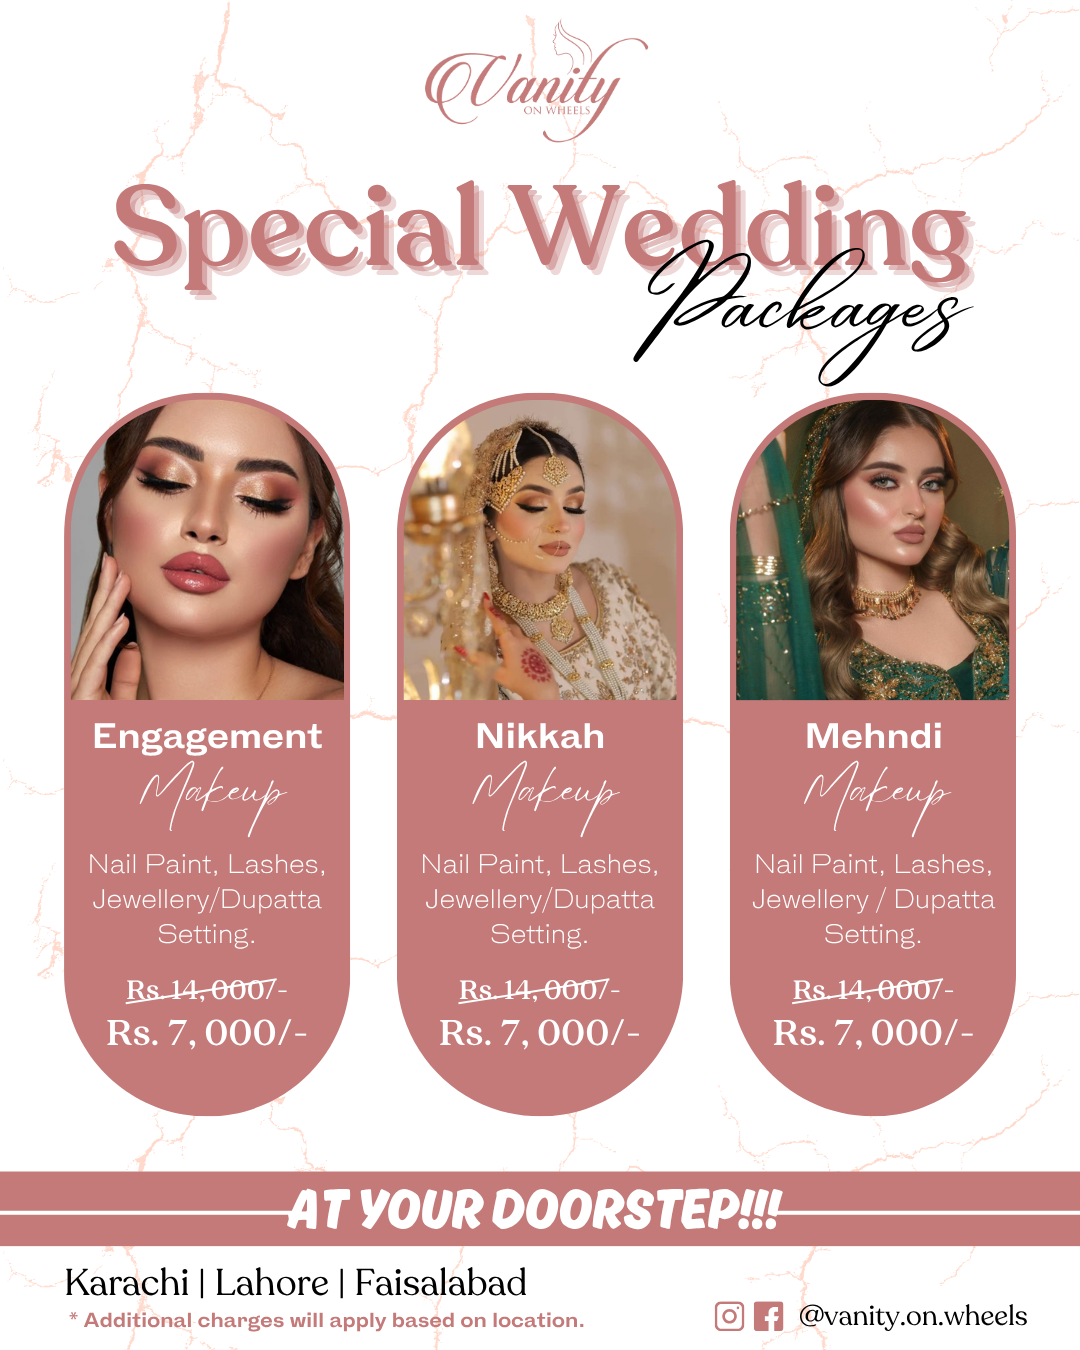 Vanity
ON WHEELS
Special Wedding
Packages
Engagement
Makeup
Nail Paint, Lashes,
Jewellery/Dupatta
Setting.
Rs. 14, 000/-
Rs. 7, 000/-
Nikkah
Makeup
Nail Paint, Lashes,
Jewellery/Dupatta
Setting.
Rs. 14, 000/-
Rs. 7, 000/-
Mehndi
Makeup
Nail Paint, Lashes,
Jewellery / Dupatta
Setting.
Rs. 14, 000/-
Rs. 7, 000/-
AT YOUR DOORSTEP!!!
Karachi | Lahore | Faisalabad
* Additional charges will apply based on location.
@vanity.on.wheels